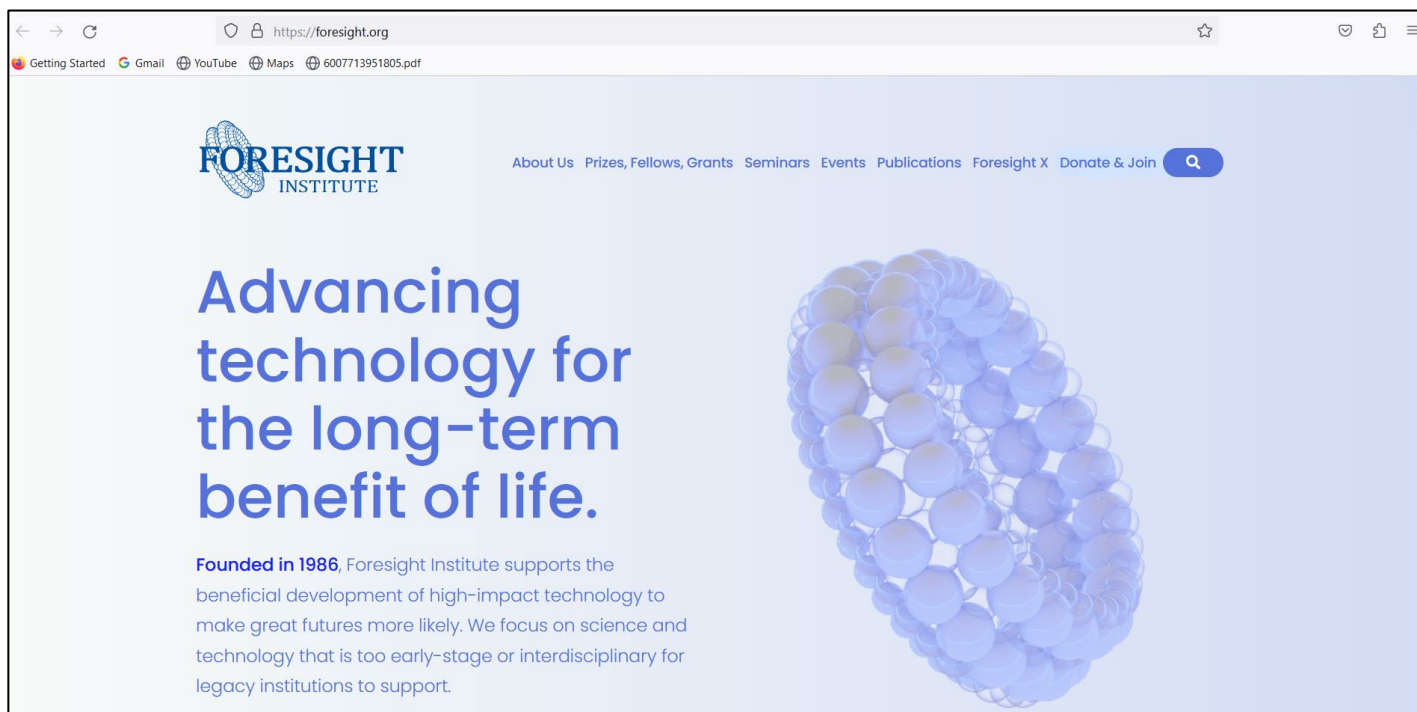 https://foresight.org
Getting Started Gmail YouTube Maps 6007713951805.pdf
FORESIGHT
INSTITUTE
About Us Prizes, Fellows, Grants Seminars Events Publications Foresight X Donate & Join
Advancing
technology for
the long-term
benefit of life.
Founded in 1986, Foresight Institute supports the
beneficial development of high-impact technology to
make great futures more likely. We focus on science and
technology that is too early-stage or interdisciplinary for
legacy institutions to support.